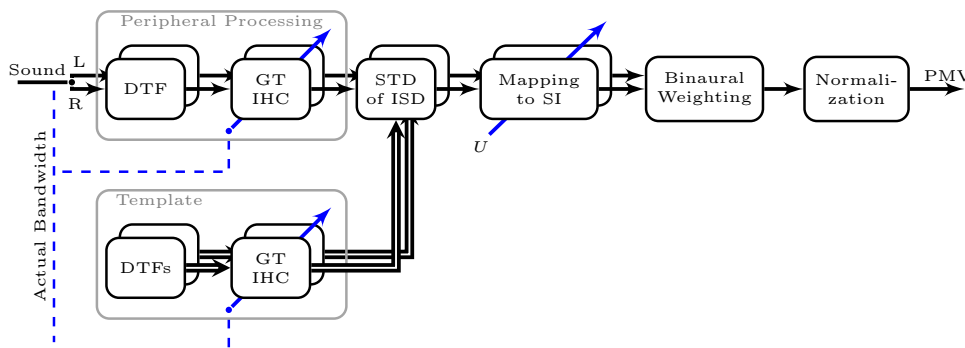 Peripheral Processing
Sound
L
R
DTF
GT
IHC
STD
of ISD
Mapping
to SI
U
Binaural
Weighting
Normali-
zation
PMV
Actual Bandwidth
Template
DTFs
GT
IHC